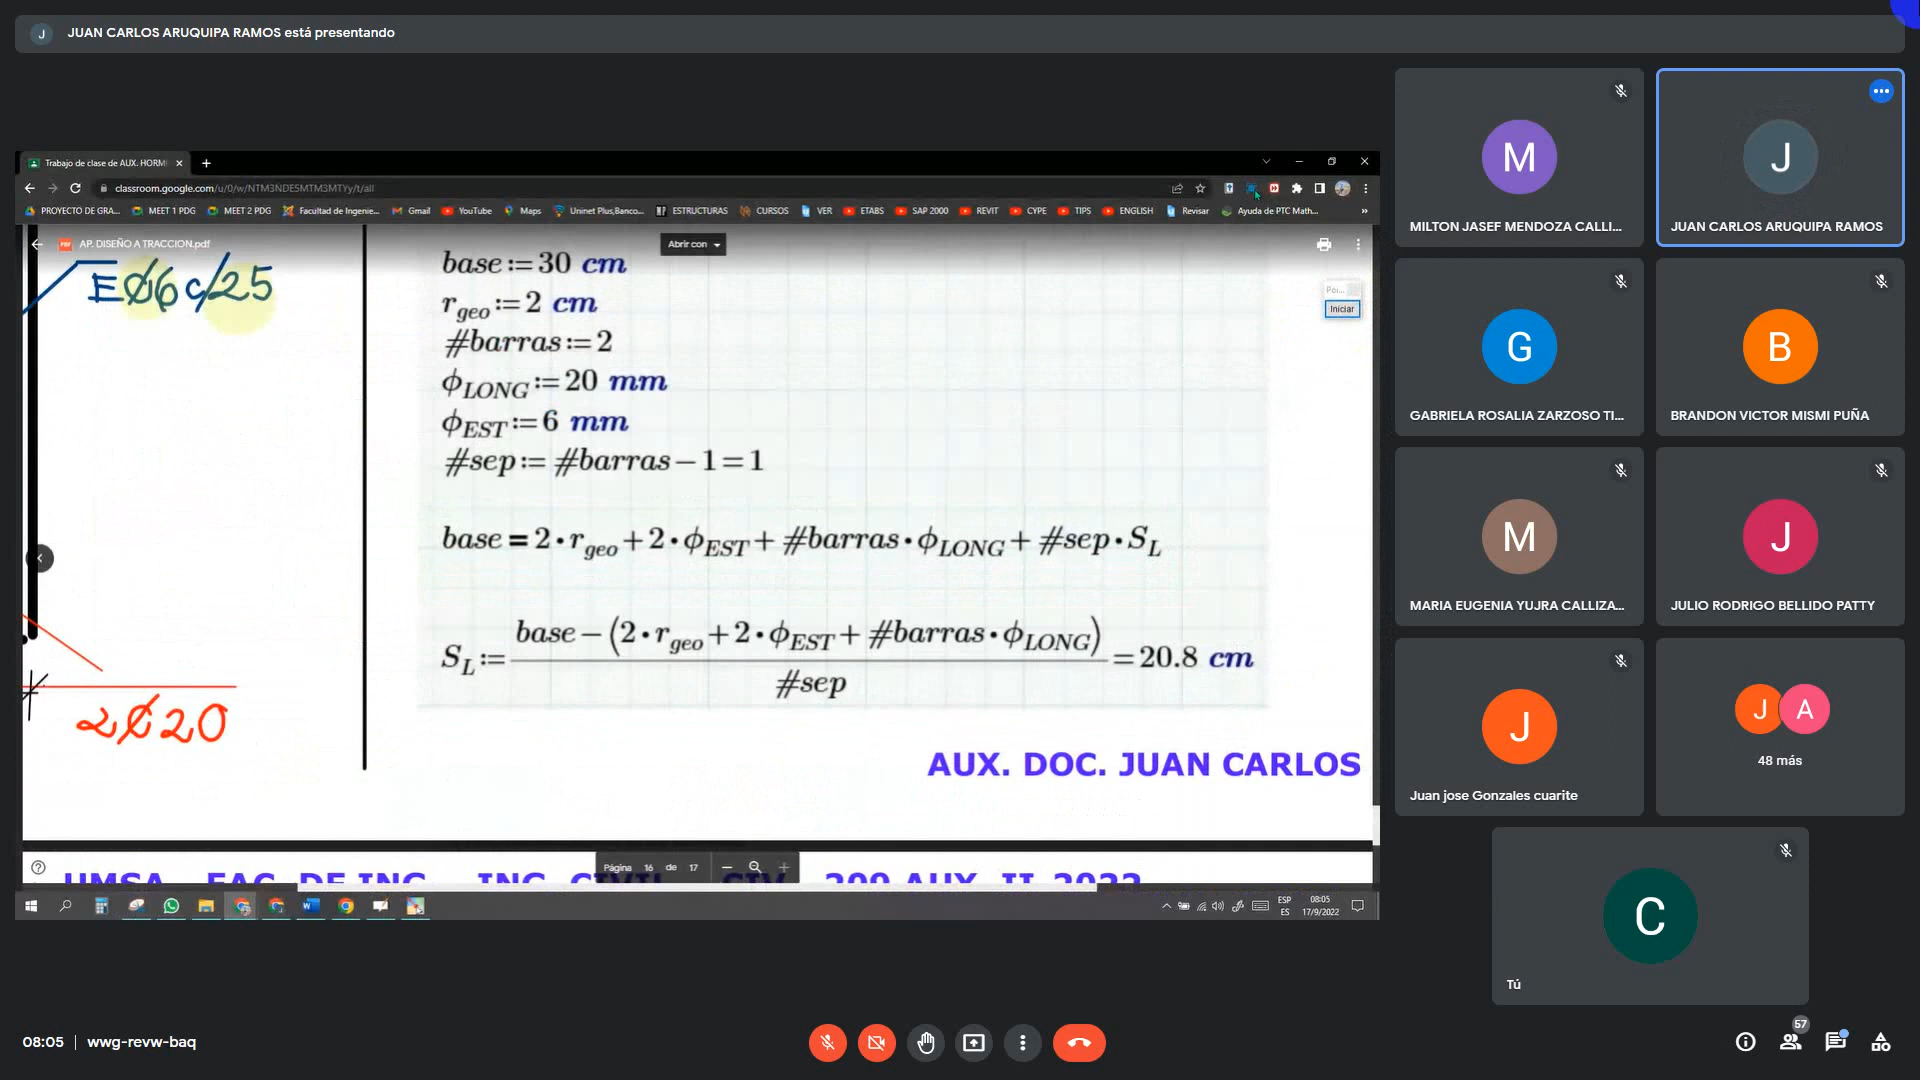 J JUAN CARLOS ARUQUIPA RAMOS está presentando
Trabajo de clase de AUX. HORM
classroom.google.com/u/0/w/NTM3NDE5MTM3MTYy/t/all
PROYECTO DE GRA... MEET 1 PDG MEET 2 PDG Facultad de Ingenie... Gmail YouTube Maps Uninet Plus,Banco... ESTRUCTURAS CURSOS VER ETABS SAP 2000 REVIT CYPE TIPS ENGLISH Revisar Ayuda de PTC Math... »
AP. DISEÑO A TRACCION.pdf
Abrir con
Iniciar
E∅6 c/25
base:=30 cm
r_geo:=2 cm
#barras:=2
ϕ_LONG:=20 mm
ϕ_EST:=6 mm
#sep:= #barras−1=1
base=2•r_geo+2•ϕ_EST+ #barras•ϕ_LONG+ #sep•S_L
S_L:= base−(2•r_geo+2•ϕ_EST+ #barras•ϕ_LONG) / #sep =20.8 cm
2∅20
AUX. DOC. JUAN CARLOS
Página 16 de 17
ESP
ES
08:05
17/9/2022
M
MILTON JASEF MENDOZA CALLI...
J
JUAN CARLOS ARUQUIPA RAMOS
G
GABRIELA ROSALIA ZARZOSO TI...
B
BRANDON VICTOR MISMI PUÑA
M
MARIA EUGENIA YUJRA CALLIZA...
J
JULIO RODRIGO BELLIDO PATTY
J
Juan jose Gonzales cuarite
J A
48 más
C
Tú
08:05 | wwg-revw-baq
57